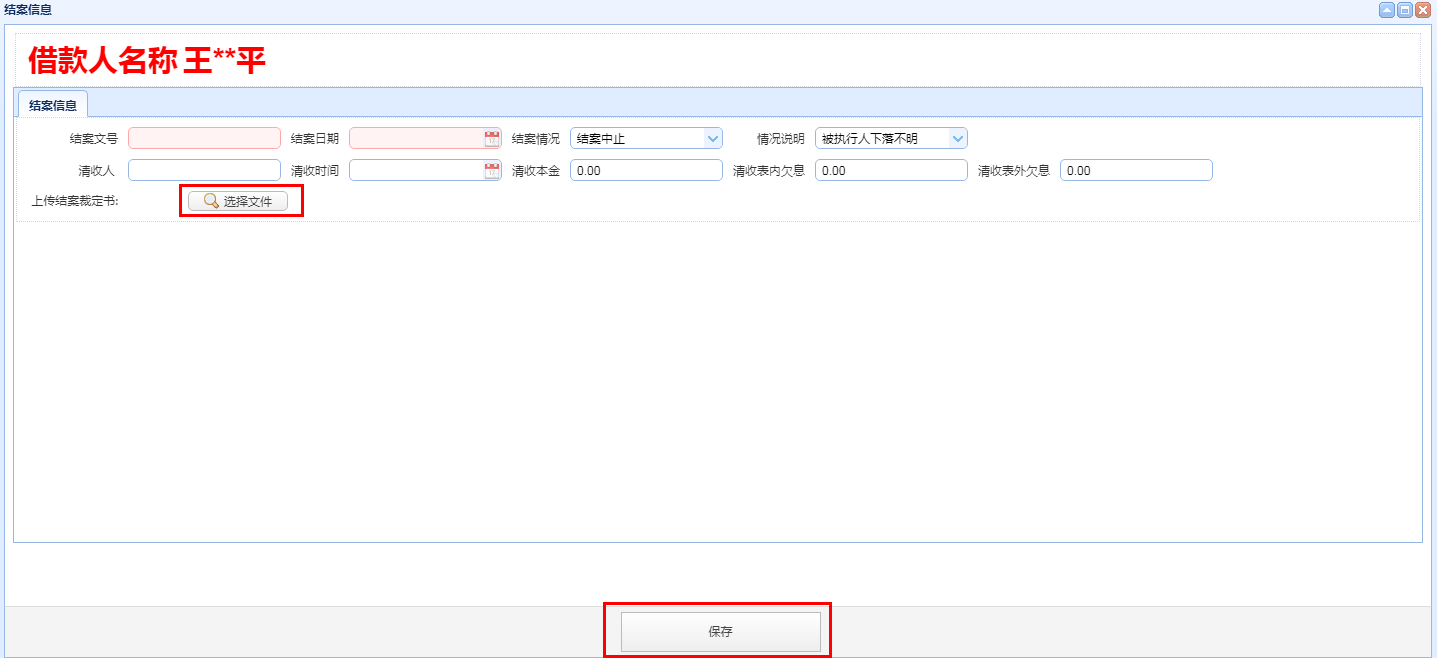 结案信息
借款人名称 王**平
结案信息
结案文号 结案日期 结案情况 结案中止 情况说明 被执行人下落不明
清收人 清收时间 清收本金 0.00 清收表内欠息 0.00 清收表外欠息 0.00
上传结案裁定书: 选择文件
保存